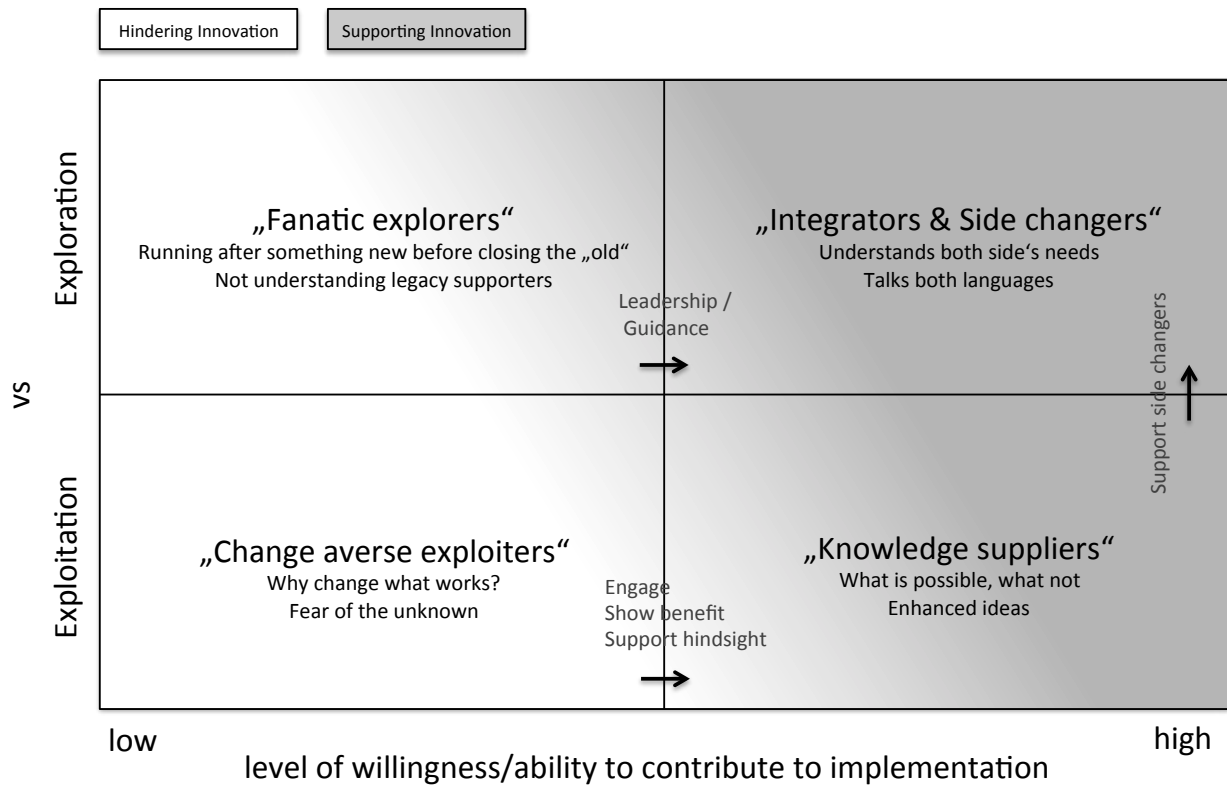 Hindering Innovation
Supporting Innovation
Exploration
vs
Exploitation
„Fanatic explorers“
Running after something new before closing the „old“
Not understanding legacy supporters
„Integrators & Side changers“
Understands both side‘s needs
Talks both languages
Leadership /
Guidance
Support side changers
„Change averse exploiters“
Why change what works?
Fear of the unknown
„Knowledge suppliers“
What is possible, what not
Enhanced ideas
Engage
Show benefit
Support hindsight
low
high
level of willingness/ability to contribute to implementation